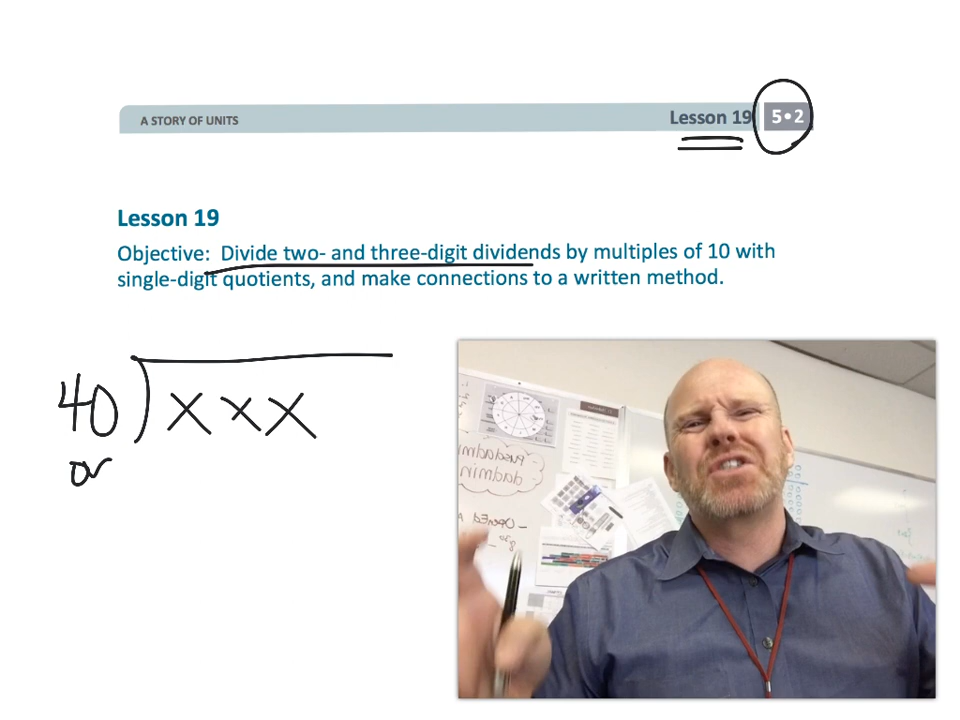 A STORY OF UNITS
Lesson 19 5•2
Lesson 19
Objective: Divide two- and three-digit dividends by multiples of 10 with
single-digit quotients, and make connections to a written method.
40 ) x x x
or